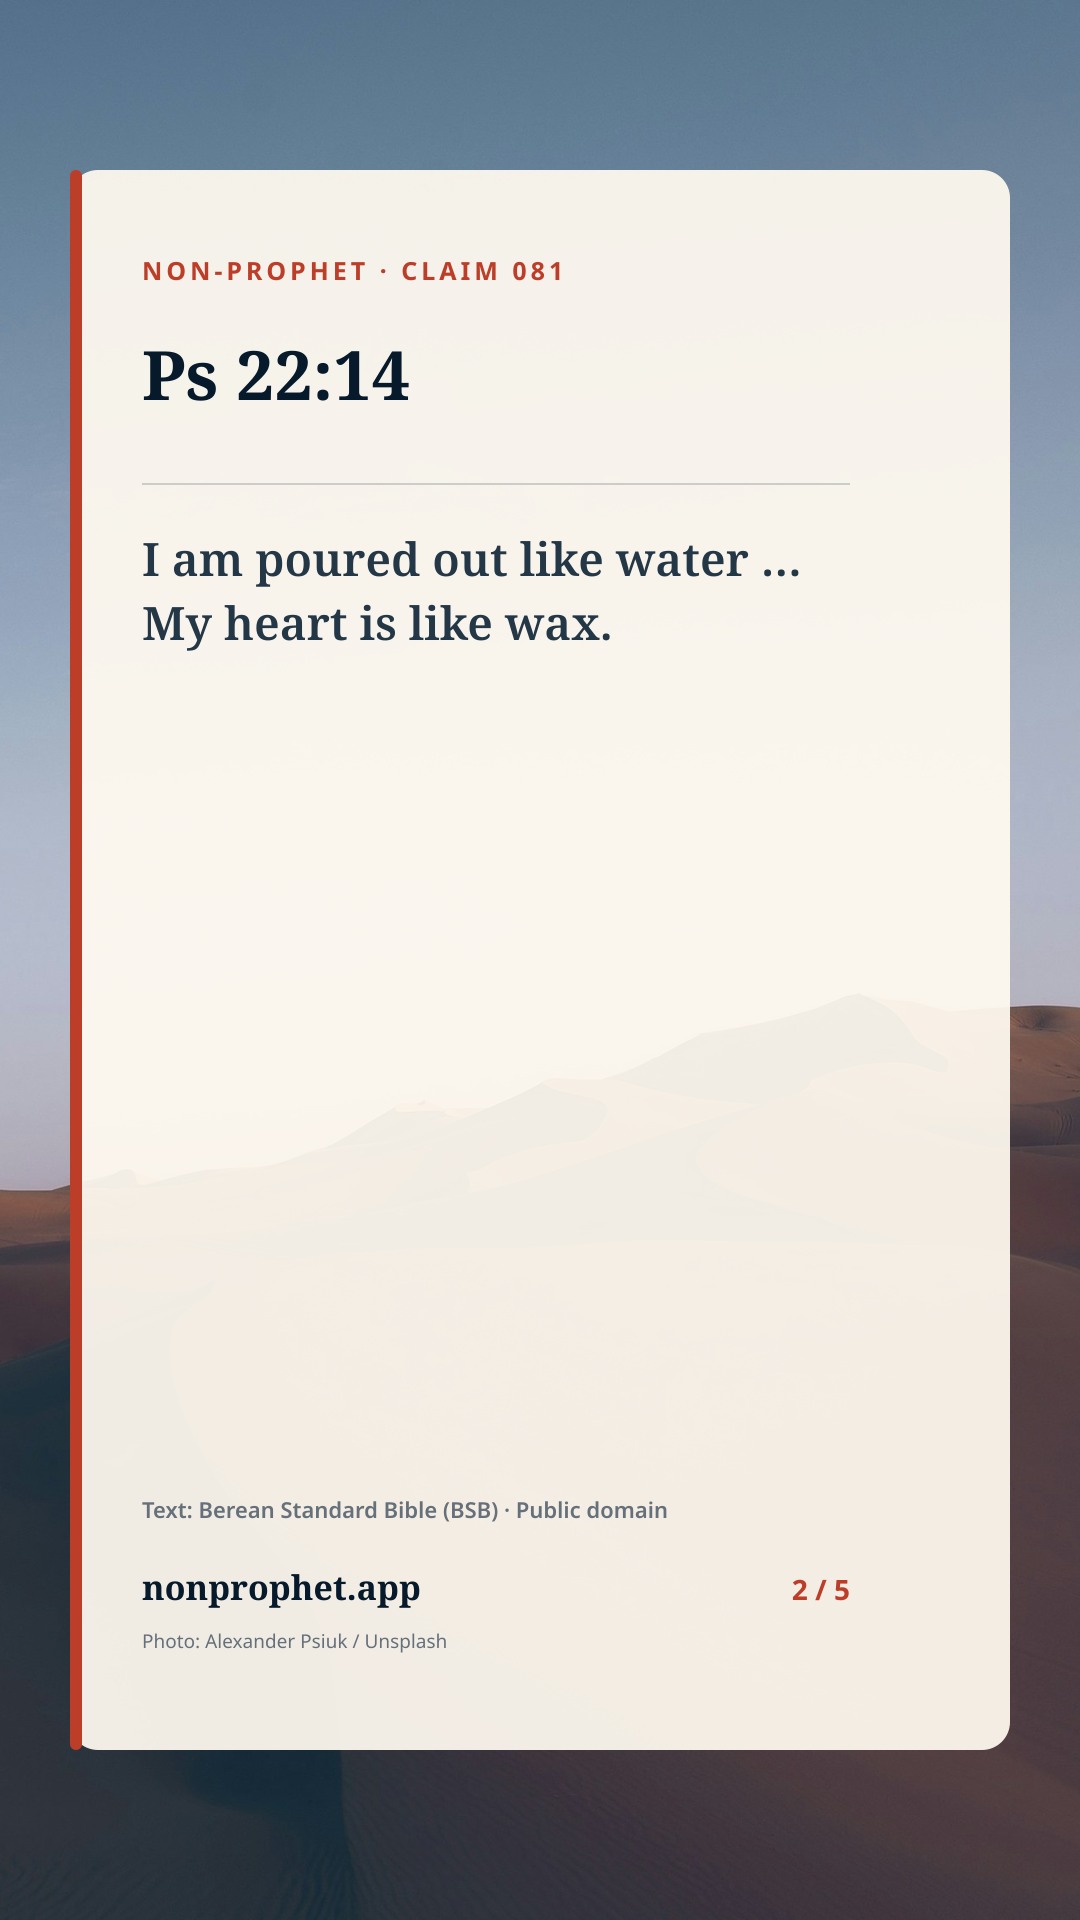 NON-PROPHET · CLAIM 081
Ps 22:14
I am poured out like water ...
My heart is like wax.
Text: Berean Standard Bible (BSB) · Public domain
nonprophet.app
2 / 5
Photo: Alexander Psiuk / Unsplash